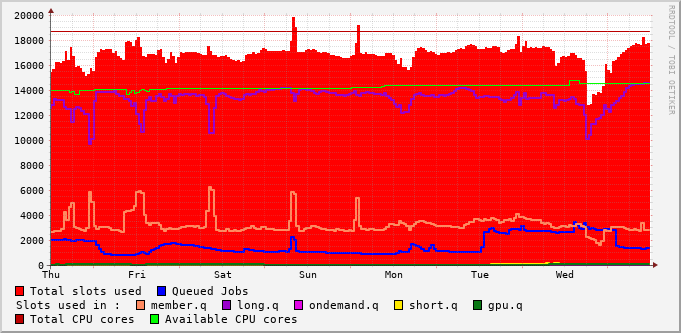 20000
18000
16000
14000
12000
10000
8000
6000
4000
2000
0
Thu Fri Sat Sun Mon Tue Wed
Total slots used Queued Jobs
Slots used in : member.q long.q ondemand.q short.q gpu.q
Total CPU cores Available CPU cores
RRDTOOL / TOBI OETIKER